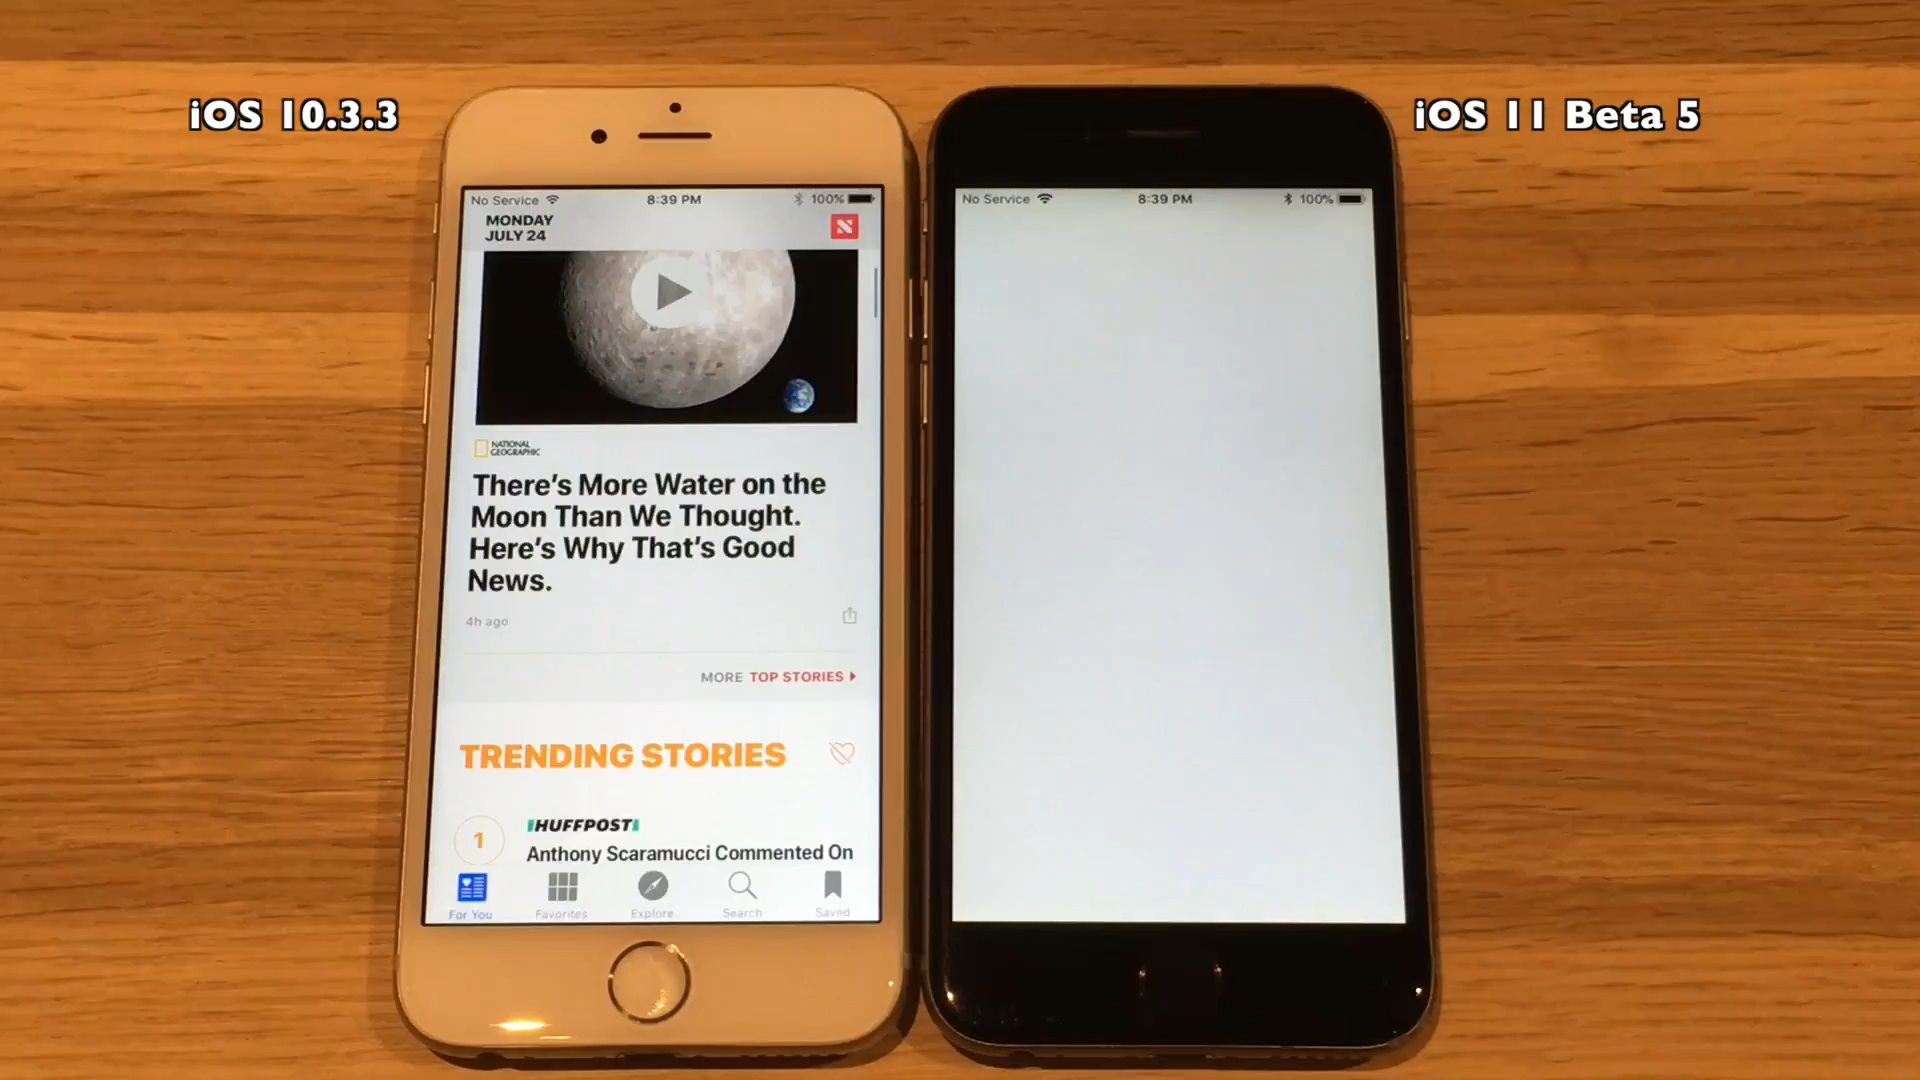 iOS 10.3.3
iOS 11 Beta 5
No Service 8:39 PM 100%
MONDAY
JULY 24
NATIONAL
GEOGRAPHIC
There's More Water on the
Moon Than We Thought.
Here's Why That's Good
News.
4h ago
MORE TOP STORIES
TRENDING STORIES
1
HUFFPOST
Anthony Scaramucci Commented On
For You Favorites Explore Search Saved
No Service 8:39 PM 100%